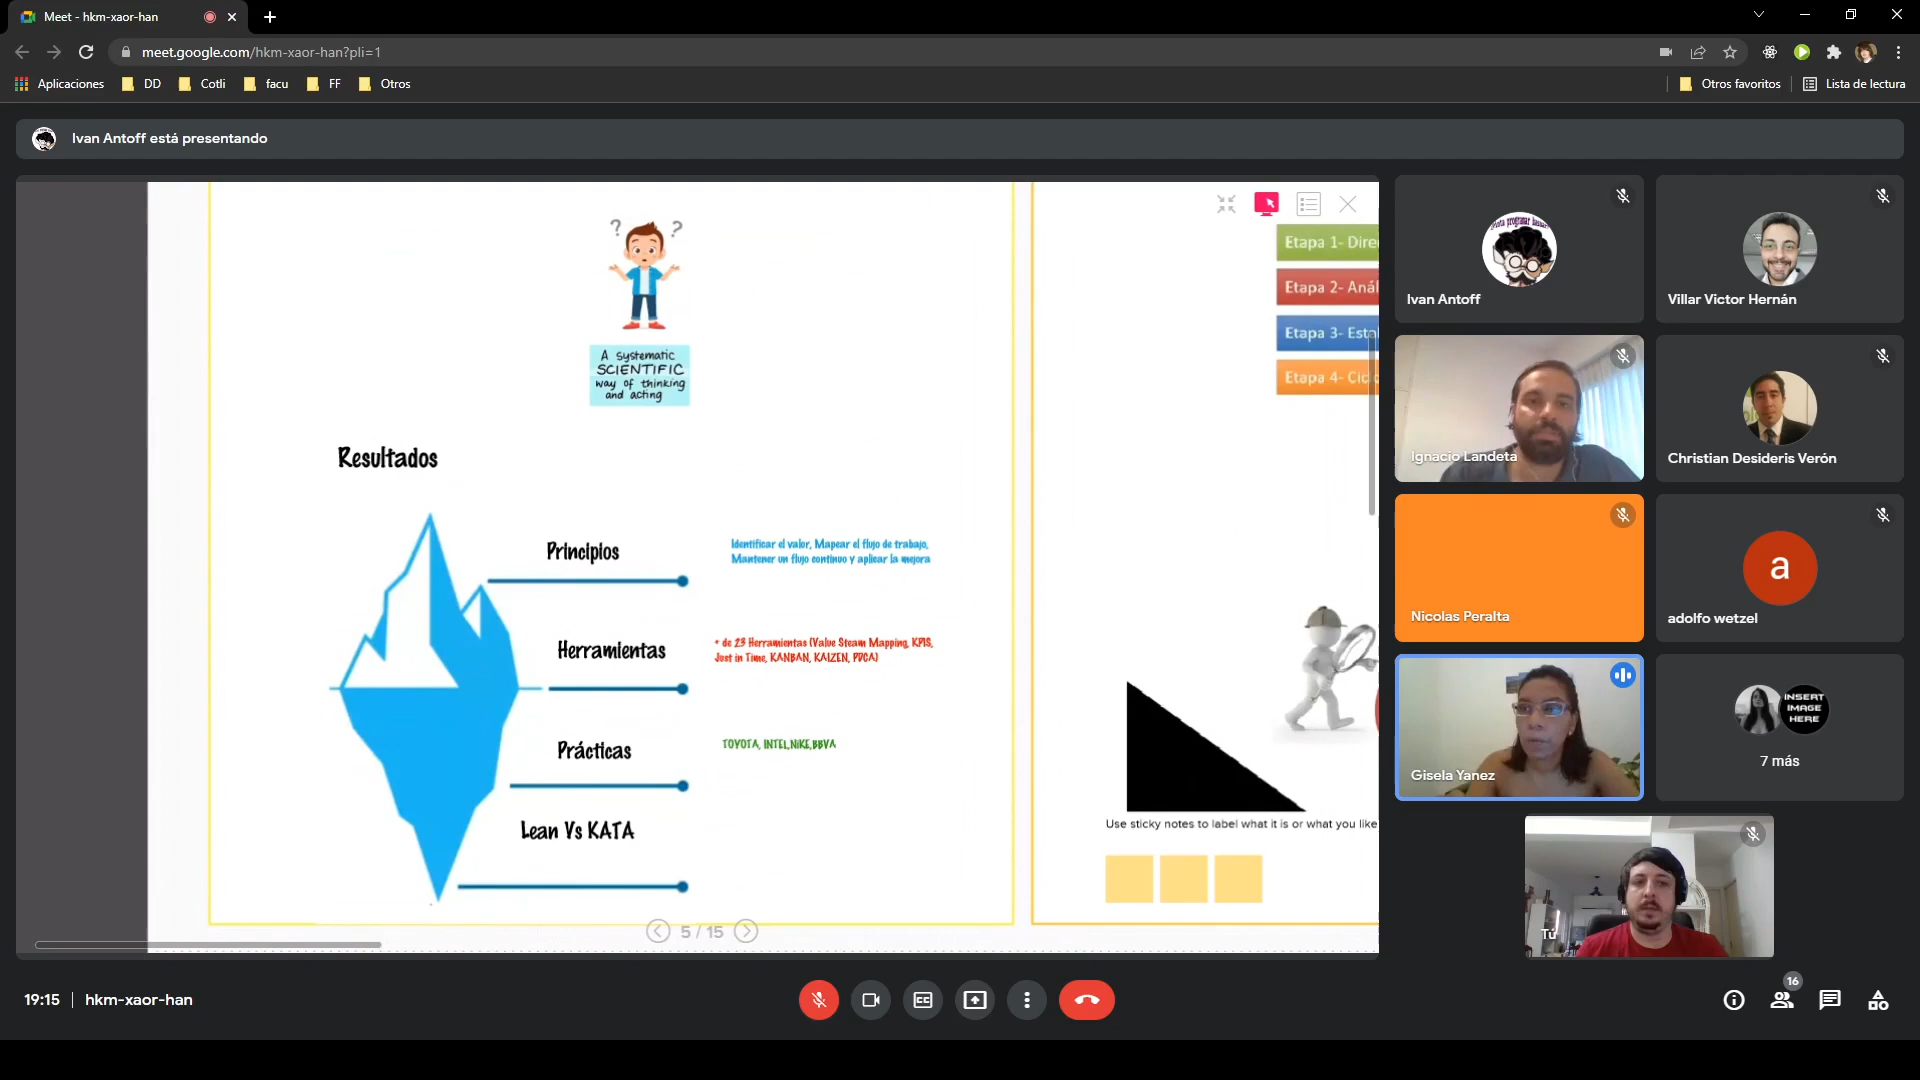 Meet - hkm-xaor-han
meet.google.com/hkm-xaor-han?pli=1
Aplicaciones
DD
Cotli
facu
FF
Otros
Otros favoritos
Lista de lectura
Ivan Antoff está presentando
? ?
A systematic
SCIENTIFIC
way of thinking
and acting
Resultados
Principios
Identificar el valor, Mapear el flujo de trabajo,
Mantener un flujo continuo y aplicar la mejora
Herramientas
+ de 23 Herramientas (Value Steam Mapping, KPIS,
Jost in Time, KANBAN, KAIZEN, PDCA)
Prácticas
TOYOTA, INTEL,NIKE,BBVA
Lean Vs KATA
Etapa 1- Dire
Etapa 2- Anál
Etapa 3- Esta
Etapa 4- Cicl
Use sticky notes to label what it is or what you like
5 / 15
Ivan Antoff
Villar Victor Hernán
Ignacio Landeta
Christian Desideris Verón
Nicolas Peralta
a
adolfo wetzel
Gisela Yanez
INSERT
IMAGE
HERE
7 más
Tú
19:15
hkm-xaor-han
CC
16